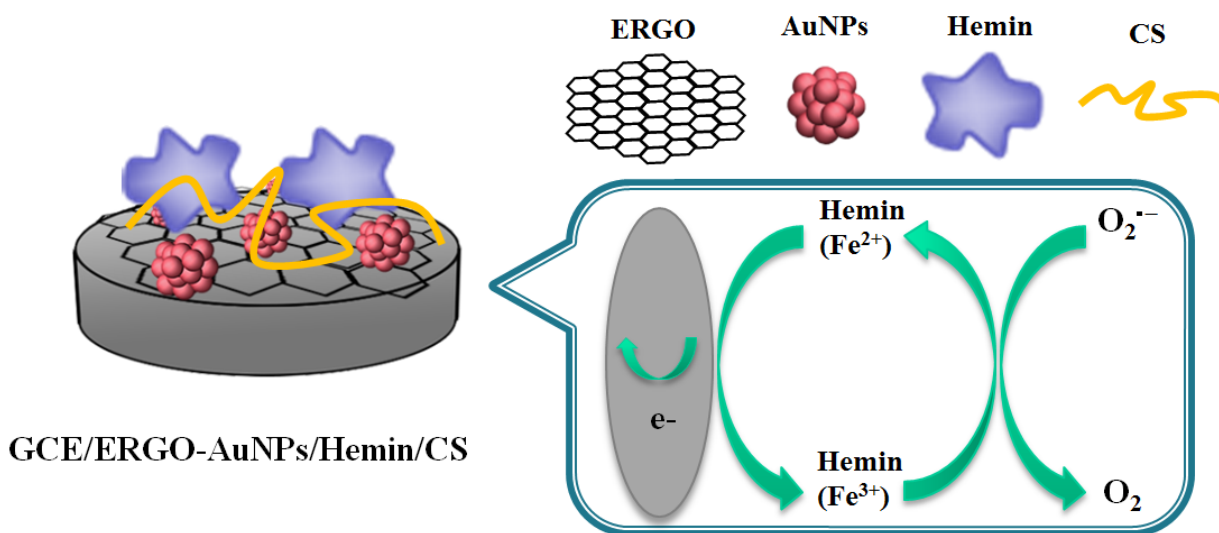 ERGO AuNPs Hemin CS
Hemin
(Fe²⁺)
O₂·⁻
e-
GCE/ERGO-AuNPs/Hemin/CS
Hemin
(Fe³⁺)
O₂